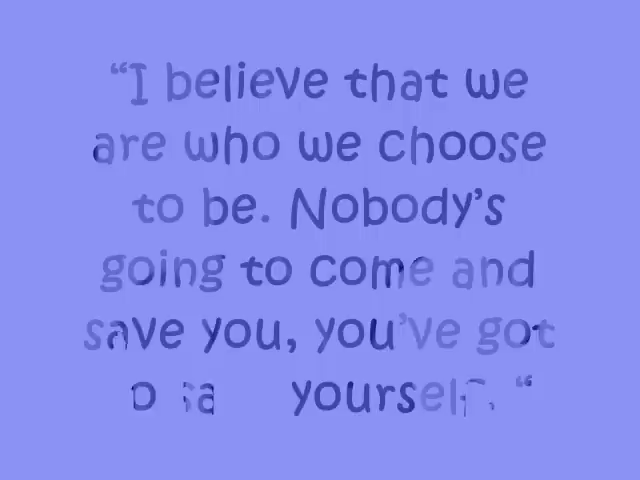 “I believe that we
are who we choose
to be. Nobody’s
going to come and
save you, you’ve got
yourself. “